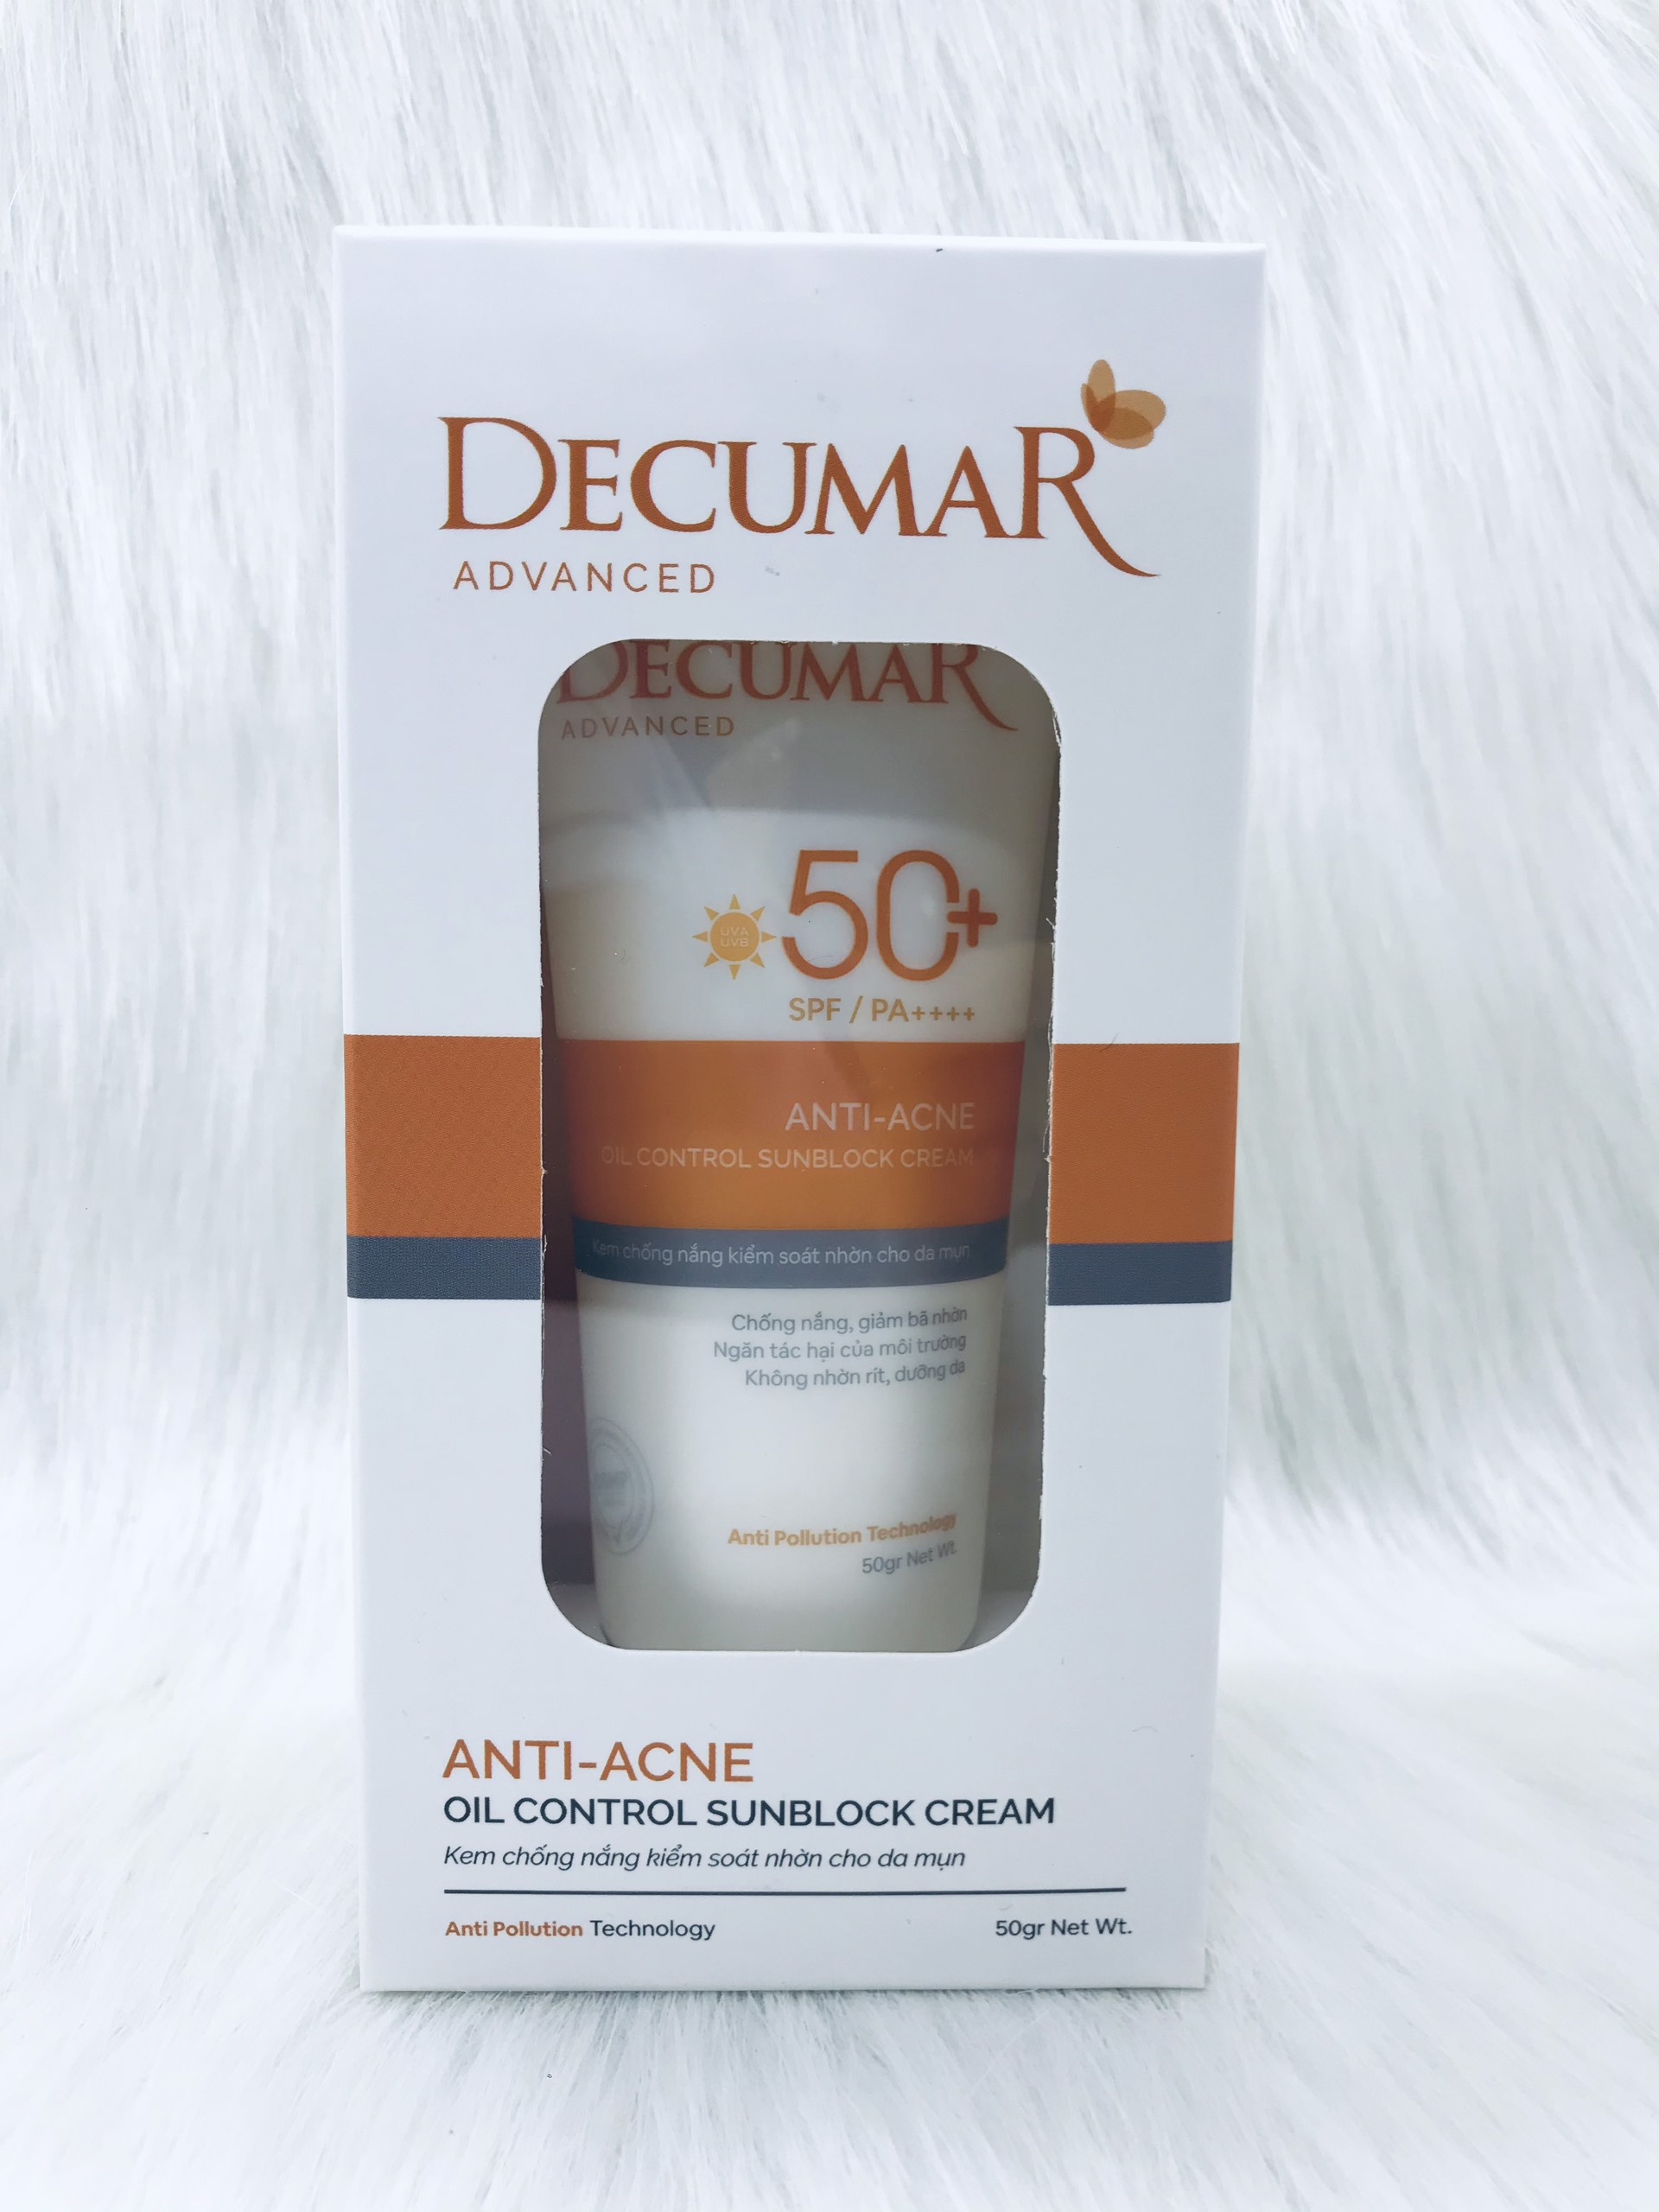 DECUMAR
ADVANCED
DECUMAR
ADVANCED
UVA
UVB
50+
SPF / PA++++
ANTI-ACNE
OIL CONTROL SUNBLOCK CREAM
Kem chống nắng kiểm soát nhờn cho da mụn
Chống nắng, giảm bã nhờn
Ngăn tác hại của môi trường
Không nhờn rít, dưỡng da
Anti Pollution Technology
50gr Net Wt.
ANTI-ACNE
OIL CONTROL SUNBLOCK CREAM
Kem chống nắng kiểm soát nhờn cho da mụn
Anti Pollution Technology
50gr Net Wt.